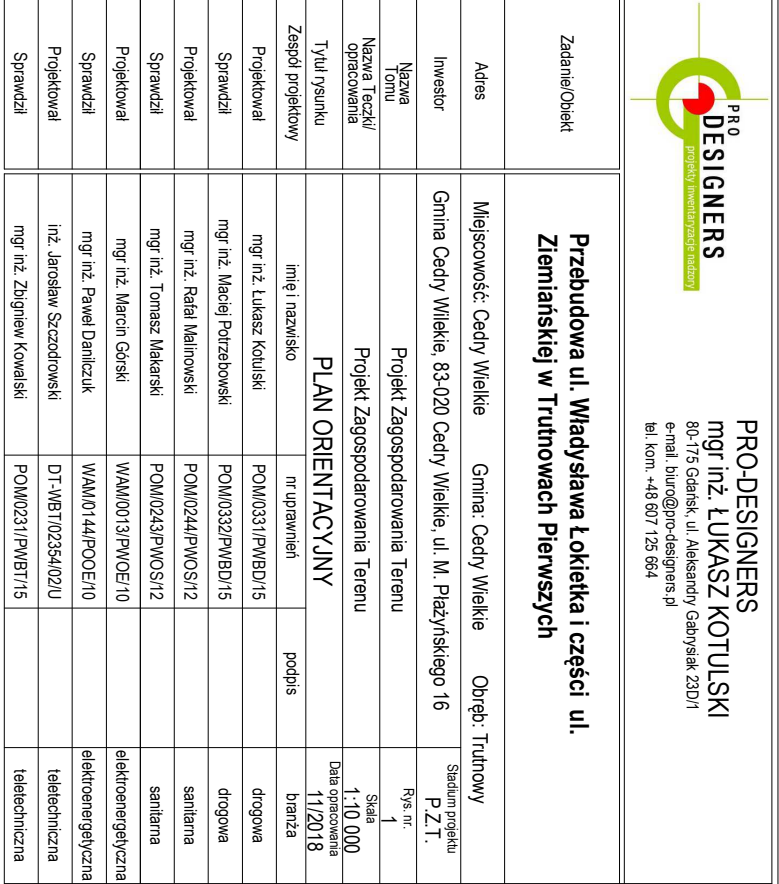 PRO
DESIGNERS
projekty inwentaryzacje nadzory
PRO-DESIGNERS
mgr inż. ŁUKASZ KOTULSKI
80-175 Gdańsk, ul. Aleksandry Gabrysiak 23D/1
e-mail. biuro@pro-designers.pl
tel. kom. +48 607 125 664
Zadanie/Obiekt
Przebudowa ul. Władysława Łokietka i części ul.
Ziemiańskiej w Trutnowach Pierwszych
Adres Miejscowość: Cedry Wielkie Gmina: Cedry Wielkie Obręb: Trutnowy
Inwestor Gmina Cedry Wilekie, 83-020 Cedry Wielkie, ul. M. Płażyńskiego 16
Stadium projektu
P.Z.T.
Nazwa
Tomu
Projekt Zagospodarowania Terenu
Rys. nr.
1
Nazwa Teczki/
opracowania
Projekt Zagospodarowania Terenu
Skala
1:10 000
Tytuł rysunku PLAN ORIENTACYJNY
Data opracowania
11/2018
Zespół projektowy imię i nazwisko nr uprawnień podpis branża
Projektował mgr inż. Łukasz Kotulski POM/0331/PWBD/15 drogowa
Sprawdził mgr inż. Maciej Potrzebowski POM/0332/PWBD/15 drogowa
Projektował mgr inż. Rafał Malinowski POM/0244/PWOS/12 sanitarna
Sprawdził mgr inż. Tomasz Makarski POM/0243/PWOS/12 sanitarna
Projektował mgr inż. Marcin Górski WAM/0013/PWOE/10 elektroenergetyczna
Sprawdził mgr inż. Paweł Danilczuk WAM/0144/POOE/10 elektroenergetyczna
Projektował inż. Jarosław Szczodrowski DT-WBT/02354/02/U teletechniczna
Sprawdził mgr inż. Zbigniew Kowalski POM/0231/PWBT/15 teletechniczna